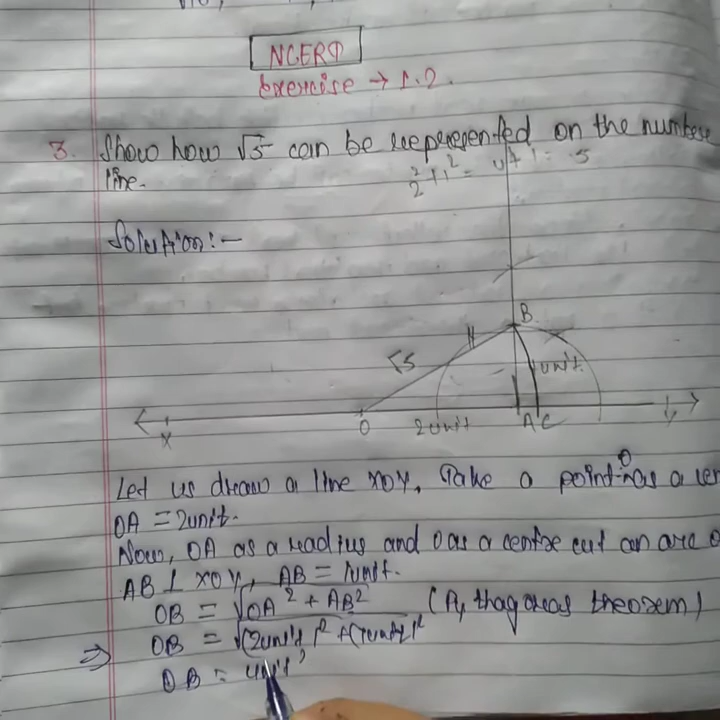 NCERT
Exercise → 1.2.
3. Show how √5 can be represented on the number
line.
2² + 1² = 4 + 1 = 5
Solution :-
B
√5
1 unit.
X O 2 unit A C Y
Let us draw a line XOY. Take a point O as a
OA = 2 unit.
Now, OA as a radius and O as a centre cut an arc
AB ⊥ XOY, AB = 1 unit.
OB = √OA² + AB² (Pythagoras theorem)
⇒ OB = √(2 unit)² + (1 unit)²
OB = 4 unit²